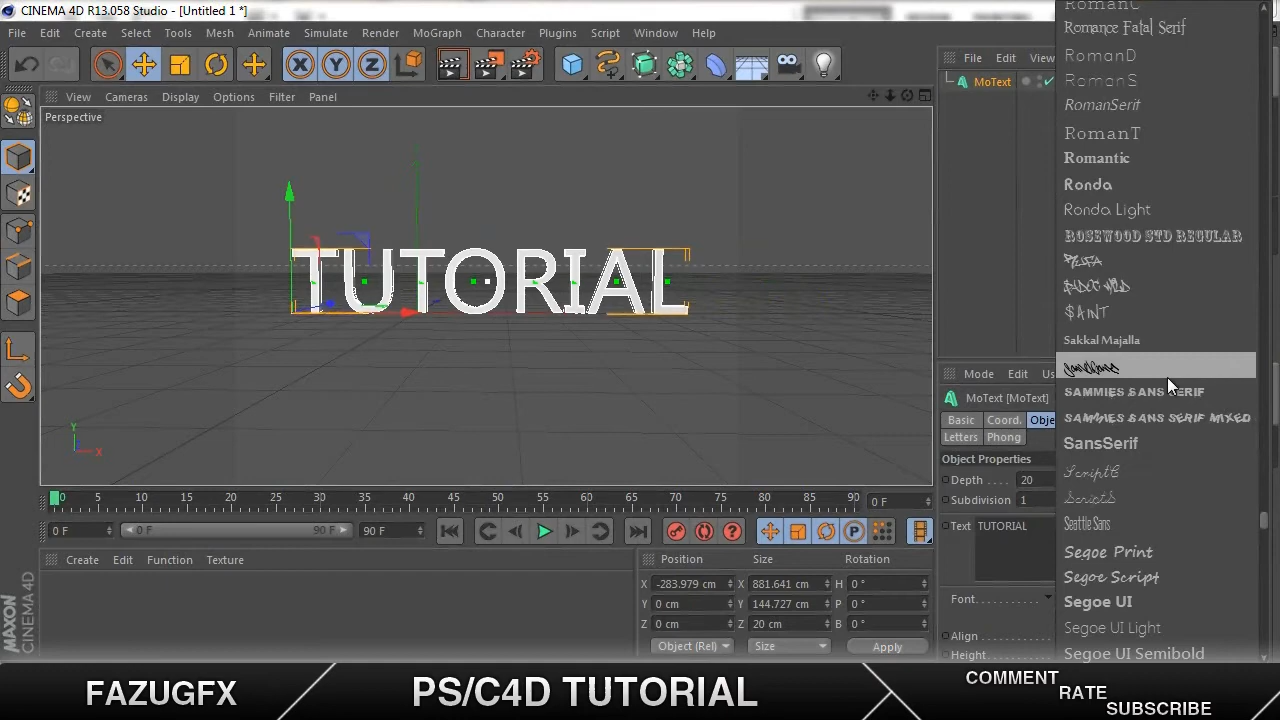 CINEMA 4D R13.058 Studio - [Untitled 1 *]
File Edit Create Select Tools Mesh Animate Simulate Render MoGraph Character Plugins Script Window Help
View Cameras Display Options Filter Panel
Perspective
TUTORIAL
Y
X
0 5 10 15 20 25 30 35 40 45 50 55 60 65 70 75 80 85 90
0 F
0 F
0 F
90 F
90 F
Create Edit Function Texture
Position Size Rotation
X -283.979 cm X 881.641 cm H 0 °
Y 0 cm Y 144.727 cm P 0 °
Z 0 cm Z 20 cm B 0 °
Object (Rel) Size Apply
MAXON
CINEMA 4D
File Edit View
MoText
Mode Edit Us
MoText [MoText]
Basic Coord. Obje
Letters Phong
Object Properties
Depth 20
Subdivision 1
Text TUTORIAL
Font
Align
Height
RomanC
Romance Fatal Serif
RomanD
RomanS
RomanSerif
RomanT
Romantic
Ronda
Ronda Light
ROSEWOOD STD REGULAR
$ANT
Sakkal Majalla
SAMMIES SANS SERIF
SAMMIES SANS SERIF MIXED
SansSerif
ScriptC
ScriptS
Seattle Sans
Segoe Print
Segoe Script
Segoe UI
Segoe UI Light
Segoe UI Semibold
FAZUGFX
PS/C4D TUTORIAL
COMMENT
RATE
SUBSCRIBE